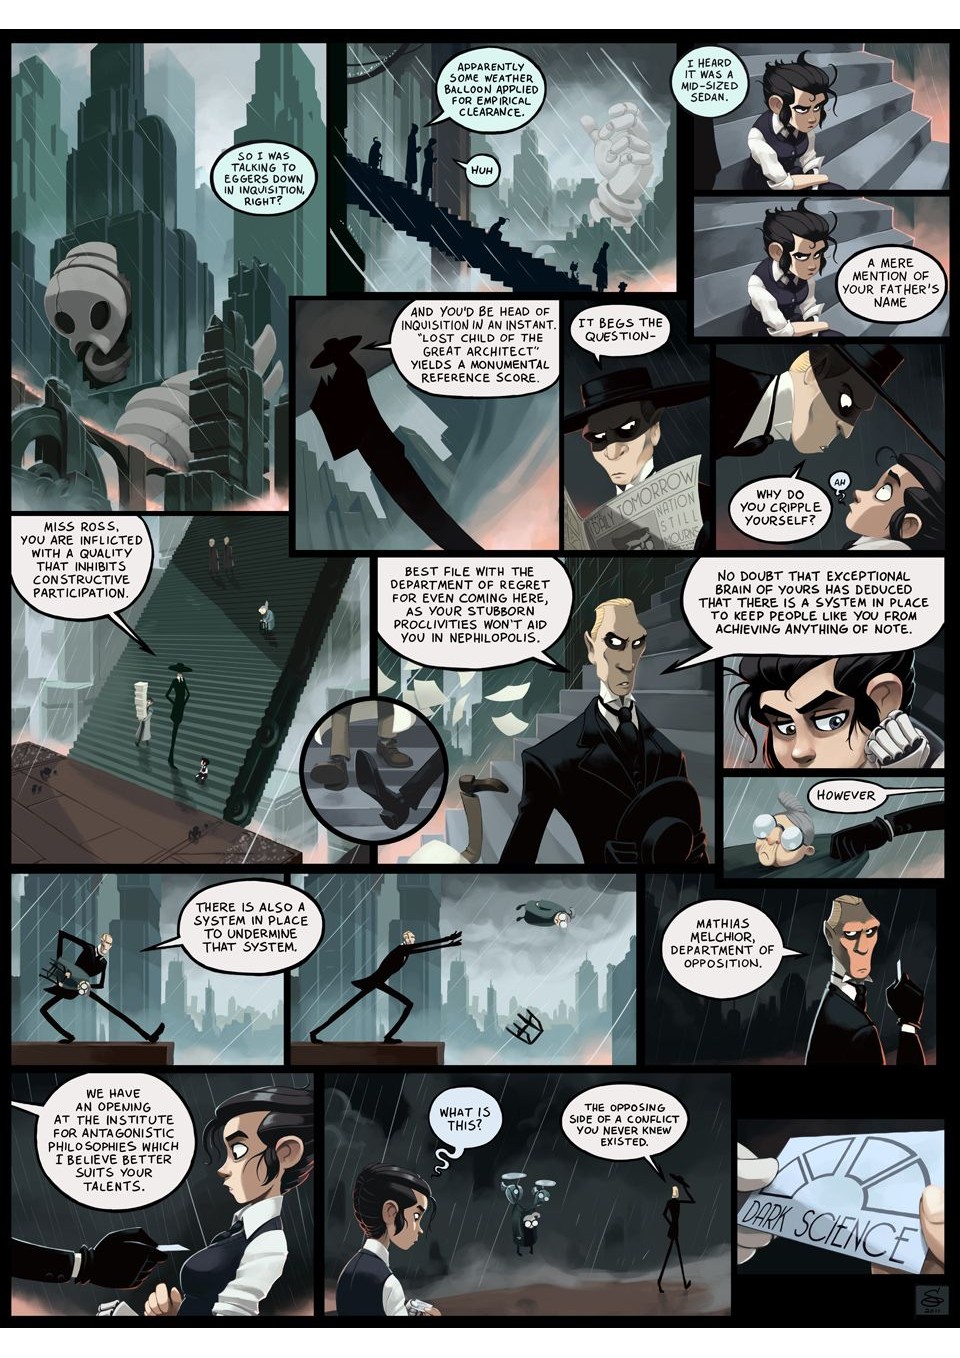 SO I WAS
TALKING TO
EGGERS DOWN
IN INQUISITION,
RIGHT?
APPARENTLY
SOME WEATHER
BALLOON APPLIED
FOR EMPIRICAL
CLEARANCE.
HUH
I HEARD
IT WAS A
MID-SIZED
SEDAN.
A MERE
MENTION OF
YOUR FATHER'S
NAME
AND YOU'D BE HEAD OF
INQUISITION IN AN INSTANT.
"LOST CHILD OF THE
GREAT ARCHITECT"
YIELDS A MONUMENTAL
REFERENCE SCORE.
IT BEGS THE
QUESTION-
DAILY TOMORROW
NATION
STILL
MOURNS
WHY DO
YOU CRIPPLE
YOURSELF?
AH
MISS ROSS,
YOU ARE INFLICTED
WITH A QUALITY
THAT INHIBITS
CONSTRUCTIVE
PARTICIPATION.
BEST FILE WITH THE
DEPARTMENT OF REGRET
FOR EVEN COMING HERE,
AS YOUR STUBBORN
PROCLIVITIES WON'T AID
YOU IN NEPHILOPOLIS.
NO DOUBT THAT EXCEPTIONAL
BRAIN OF YOURS HAS DEDUCED
THAT THERE IS A SYSTEM IN PLACE
TO KEEP PEOPLE LIKE YOU FROM
ACHIEVING ANYTHING OF NOTE.
HOWEVER
THERE IS ALSO A
SYSTEM IN PLACE
TO UNDERMINE
THAT SYSTEM.
MATHIAS
MELCHIOR,
DEPARTMENT OF
OPPOSITION.
WE HAVE
AN OPENING
AT THE INSTITUTE
FOR ANTAGONISTIC
PHILOSOPHIES WHICH
I BELIEVE BETTER
SUITS YOUR
TALENTS.
WHAT IS
THIS?
THE OPPOSING
SIDE OF A CONFLICT
YOU NEVER KNEW
EXISTED.
DARK SCIENCE
2011